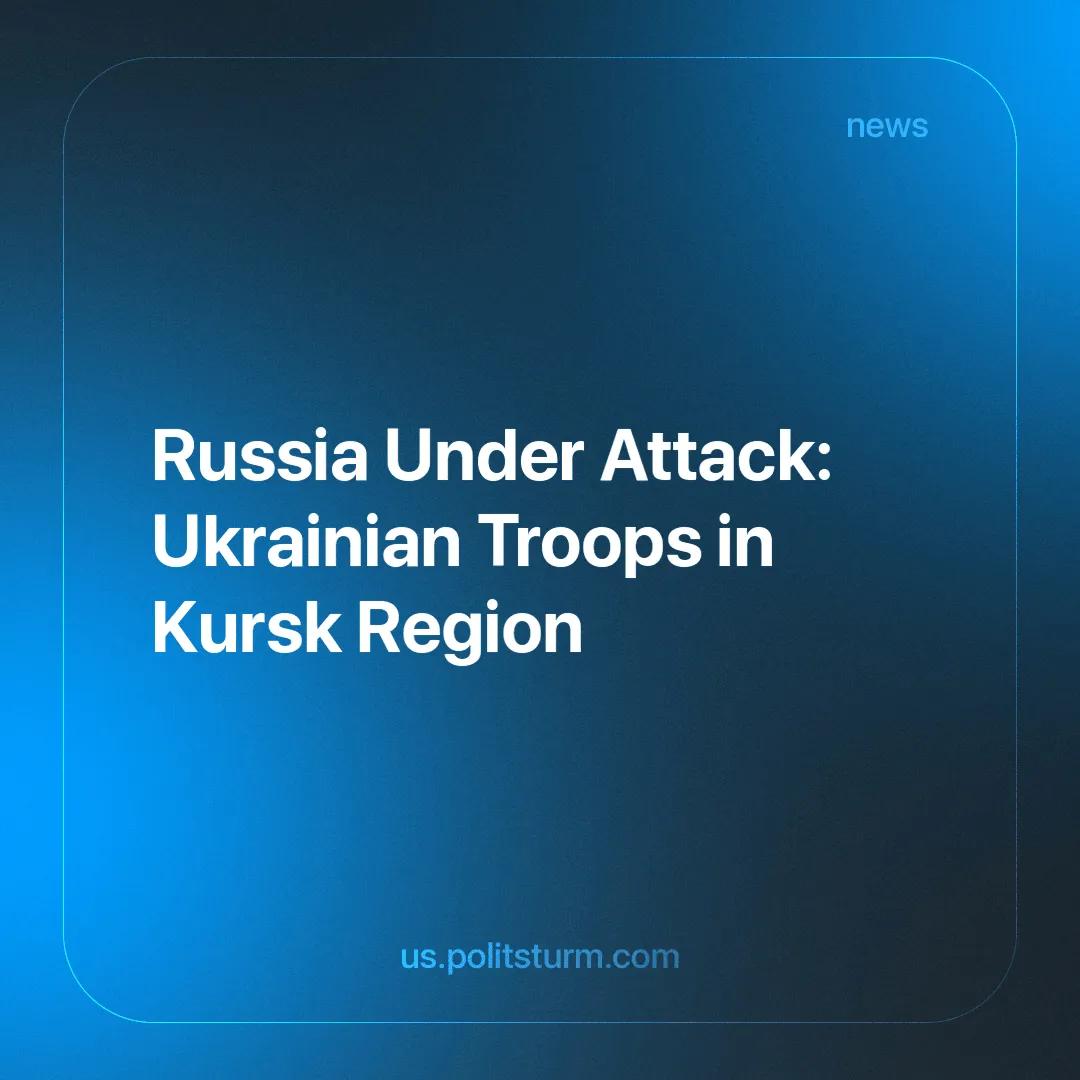 news
Russia Under Attack:
Ukrainian Troops in
Kursk Region
us.politsturm.com